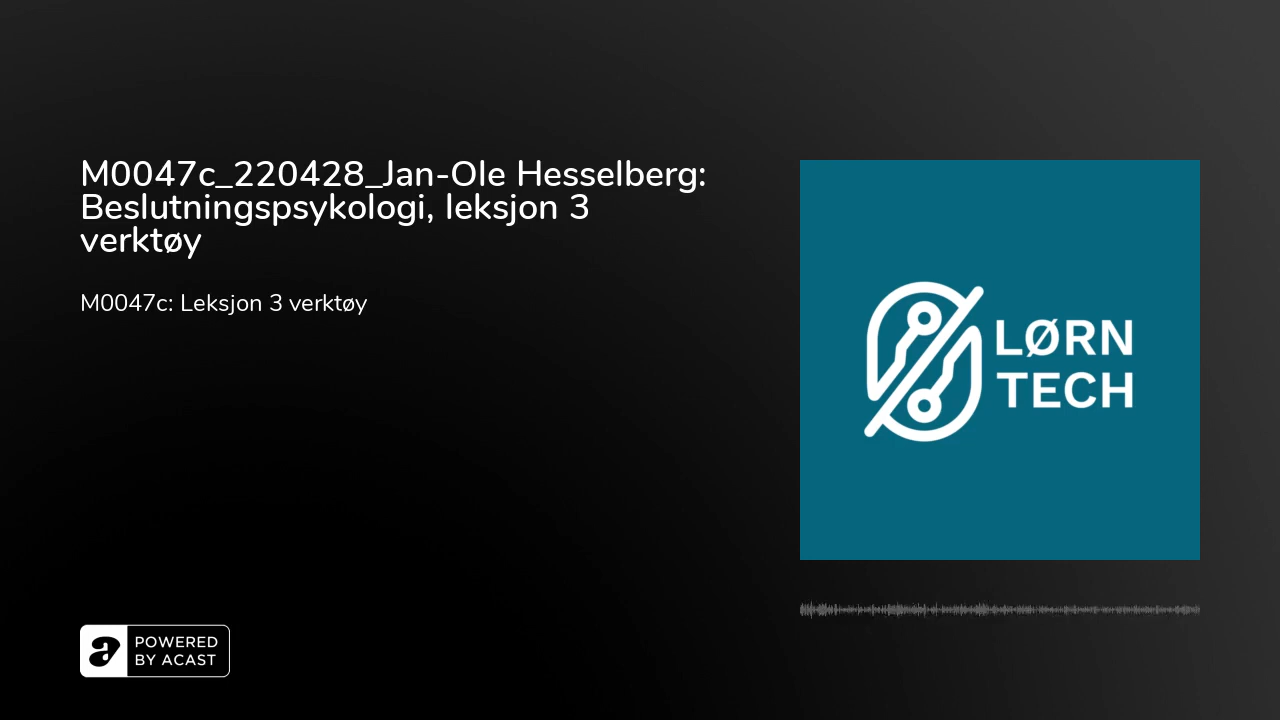 M0047c_220428_Jan-Ole Hesselberg:
Beslutningspsykologi, leksjon 3
verktøy
M0047c: Leksjon 3 verktøy
LØRN
TECH
a POWERED
BY ACAST